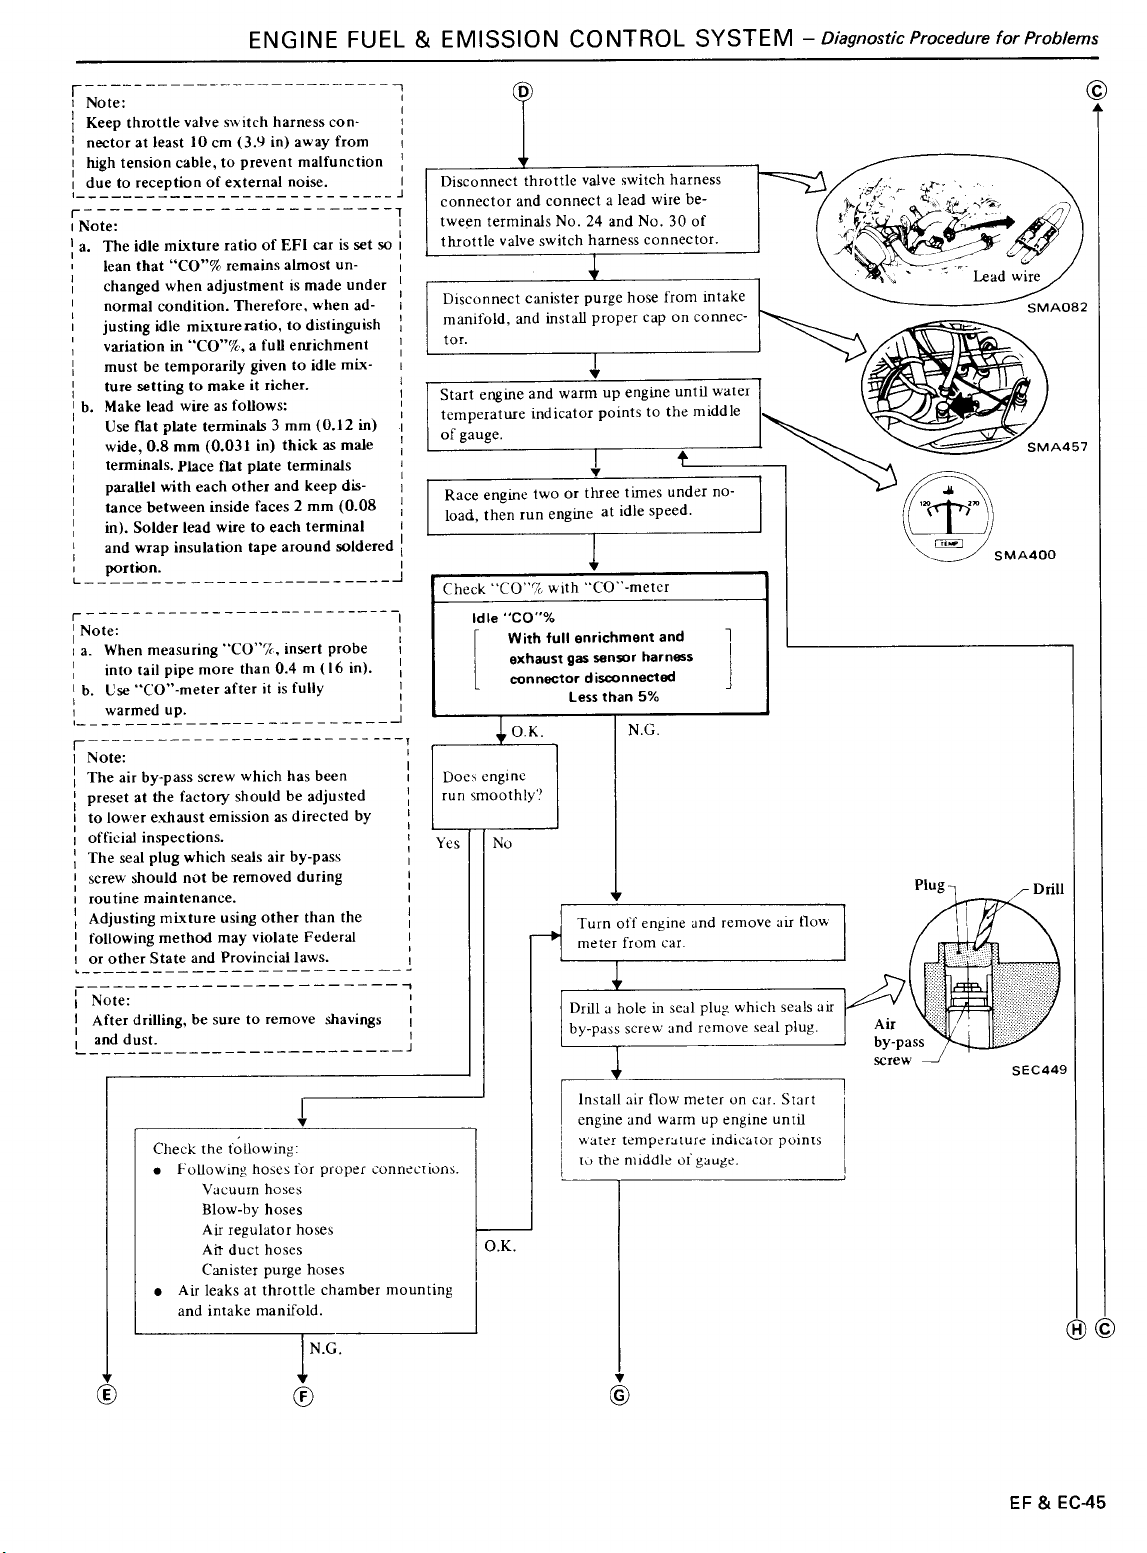 ENGINE FUEL & EMISSION CONTROL SYSTEM – Diagnostic Procedure for Problems
Note:
Keep throttle valve switch harness con-
nector at least 10 cm (3.9 in) away from
high tension cable, to prevent malfunction
due to reception of external noise.
Note:
a. The idle mixture ratio of EFI car is set so
lean that "CO"% remains almost un-
changed when adjustment is made under
normal condition. Therefore, when ad-
justing idle mixture ratio, to distinguish
variation in "CO"%, a full enrichment
must be temporarily given to idle mix-
ture setting to make it richer.
b. Make lead wire as follows:
Use flat plate terminals 3 mm (0.12 in)
wide, 0.8 mm (0.031 in) thick as male
terminals. Place flat plate terminals
parallel with each other and keep dis-
tance between inside faces 2 mm (0.08
in). Solder lead wire to each terminal
and wrap insulation tape around soldered
portion.
Note:
a. When measuring "CO"%, insert probe
into tail pipe more than 0.4 m (16 in).
b. Use "CO"-meter after it is fully
warmed up.
Note:
The air by-pass screw which has been
preset at the factory should be adjusted
to lower exhaust emission as directed by
official inspections.
The seal plug which seals air by-pass
screw should not be removed during
routine maintenance.
Adjusting mixture using other than the
following method may violate Federal
or other State and Provincial laws.
Note:
After drilling, be sure to remove shavings
and dust.
D
C
Disconnect throttle valve switch harness
connector and connect a lead wire be-
tween terminals No. 24 and No. 30 of
throttle valve switch harness connector.
Lead wire
SMA082
Disconnect canister purge hose from intake
manifold, and install proper cap on connec-
tor.
SMA457
Start engine and warm up engine until water
temperature indicator points to the middle
of gauge.
120
270
TEMP
SMA400
Race engine two or three times under no-
load, then run engine at idle speed.
Check "CO"% with "CO"-meter
Idle "CO"%
With full enrichment and
exhaust gas sensor harness
connector disconnected
Less than 5%
O.K.
N.G.
Does engine
run smoothly?
Yes
No
Turn off engine and remove air flow
meter from car.
Plug
Drill
Drill a hole in seal plug which seals air
by-pass screw and remove seal plug.
Air
by-pass
screw
SEC449
Install air flow meter on car. Start
engine and warm up engine until
water temperature indicator points
to the middle of gauge.
Check the following:
• Following hoses for proper connections.
Vacuum hoses
Blow-by hoses
Air regulator hoses
Air duct hoses
Canister purge hoses
• Air leaks at throttle chamber mounting
and intake manifold.
O.K.
N.G.
H
C
E
F
G
EF & EC-45